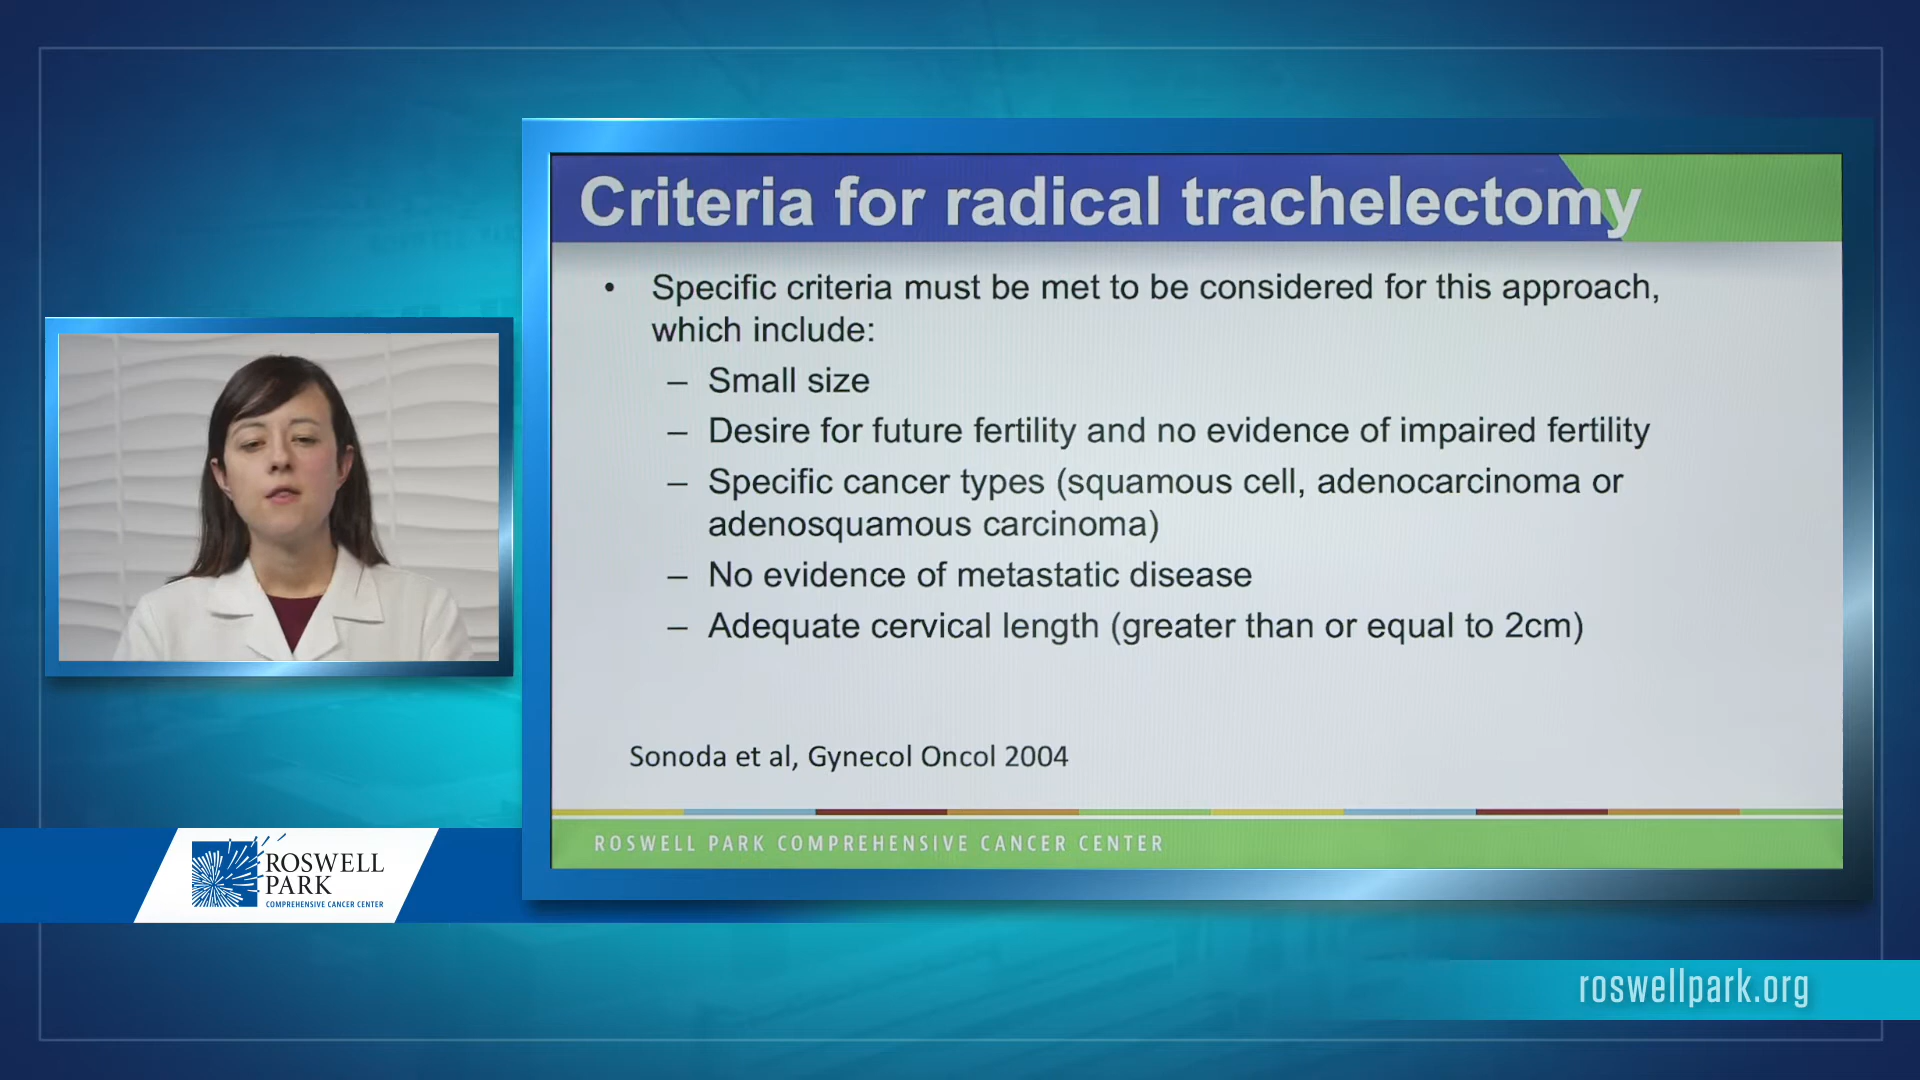 Criteria for radical trachelectomy
• Specific criteria must be met to be considered for this approach,
which include:
– Small size
– Desire for future fertility and no evidence of impaired fertility
– Specific cancer types (squamous cell, adenocarcinoma or
adenosquamous carcinoma)
– No evidence of metastatic disease
– Adequate cervical length (greater than or equal to 2cm)
Sonoda et al, Gynecol Oncol 2004
ROSWELL PARK COMPREHENSIVE CANCER CENTER
ROSWELL
PARK
COMPREHENSIVE CANCER CENTER
roswellpark.org